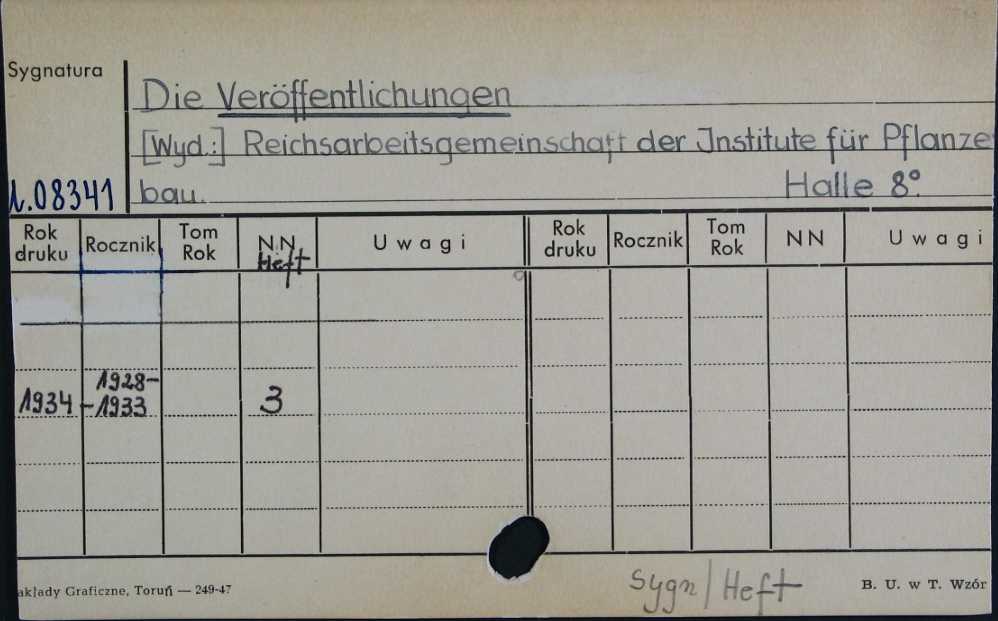 Sygnatura
Die Veröffentlichungen
[Wyd.:] Reichsarbeitsgemeinschaft der Institute für Pflanze
08341 bau. Halle 8°
Rok druku Rocznik Tom Rok NN Heft Uwagi Rok druku Rocznik Tom Rok NN Uwagi
1928-
1934 -1933 3
Sygn/Heft
akłady Graficzne, Toruń — 249-47 B. U. w T. Wzór